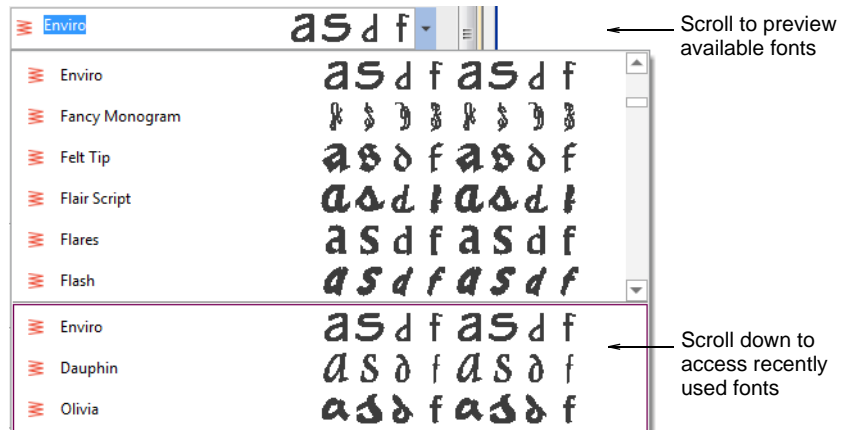 Enviro asdf
Scroll to preview
available fonts
Enviro asdfasdf
Fancy Monogram asdfasdf
Felt Tip asdfasdf
Flair Script asdfasdf
Flares asdfasdf
Flash asdfasdf
Enviro asdfasdf
Scroll down to
access recently
used fonts
Dauphin asdfasdf
Olivia asdfasdf